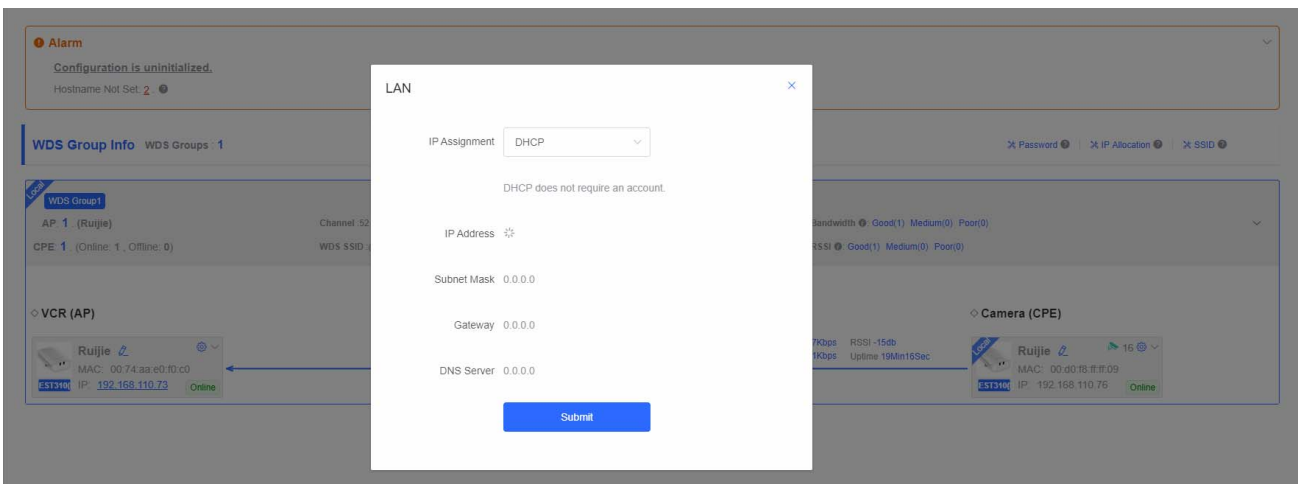 Alarm
Configuration is uninitialized.
Hostname Not Set. 2 .
LAN
IP Assignment DHCP
DHCP does not require an account.
IP Address
Subnet Mask 0.0.0.0
Gateway 0.0.0.0
DNS Server 0.0.0.0
Submit
WDS Group Info WDS Groups : 1
Password IP Allocation SSID
Local
WDS Group1
AP: 1 (Ruijie) Channel :52
CPE: 1 . (Online: 1 , Offline: 0) WDS SSID
Bandwidth : Good(1) Medium(0) Poor(0)
RSSI : Good(1) Medium(0) Poor(0)
VCR (AP)
Ruijie
MAC: 00:74:aa:e0:f0:c0
IP: 192.168.110.73 Online
RSSI -15db
Uptime 19Min16Sec
Camera (CPE)
Local
Ruijie 16
MAC: 00:d0:f8:ff:ff:09
EST310 IP: 192.168.110.76 Online